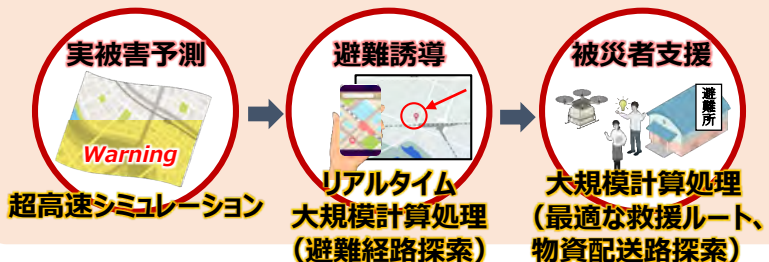 実被害予測
Warning
超高速シミュレーション
避難誘導
リアルタイム
大規模計算処理
（避難経路探索）
被災者支援
避難所
大規模計算処理
（最適な救援ルート、
物資配送路探索）